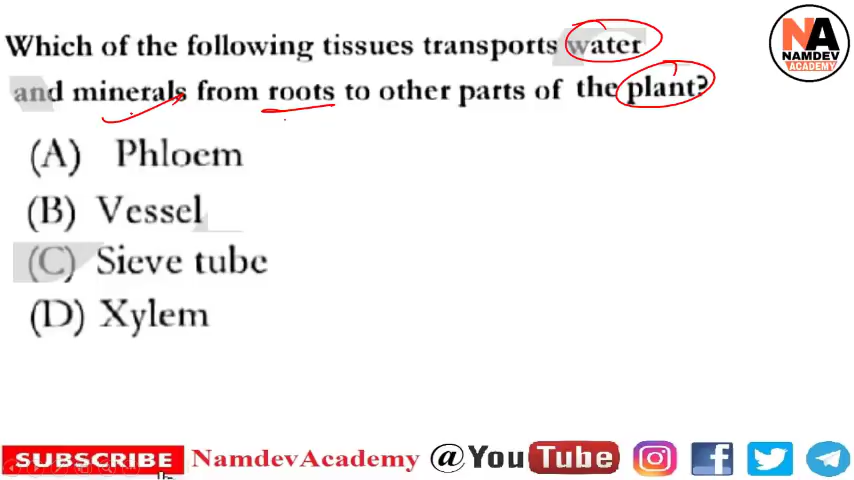 Which of the following tissues transports water
NA
NAMDEV
ACADEMY
and minerals from roots to other parts of the plant?
(A) Phloem
(B) Vessel
(C) Sieve tube
(D) Xylem
SUBSCRIBE NamdevAcademy @YouTube